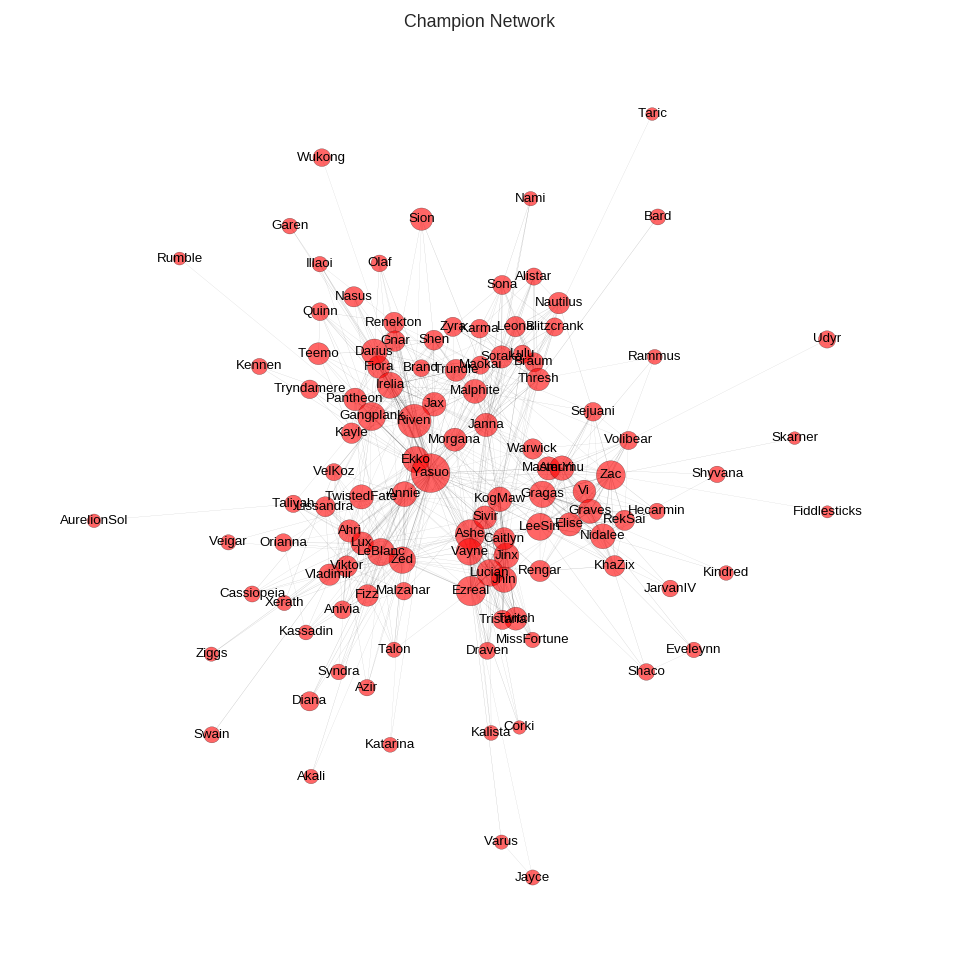 Champion Network
Taric
Wukong
Nami
Bard
Sion
Garen
Rumble
Illaoi
Olaf
Alistar
Sona
Nasus
Nautilus
Quinn
Renekton
Zyra
Karma
Leona
Blitzcrank
Gnar
Shen
Udyr
Teemo
Darius
Soraka
Lulu
Rammus
Kennen
Fiora
Brand
Trundle
Maokai
Braum
Thresh
Tryndamere
Irelia
Malphite
Pantheon
Jax
Gangplank
Riven
Janna
Sejuani
Kayle
Morgana
Volibear
Skarner
Warwick
Ekko
VelKoz
Yasuo
MasterYi
Amumu
Zac
Shyvana
Annie
TwistedFate
KogMaw
Gragas
Vi
Taliyah
Lissandra
Graves
Hecarim
Fiddlesticks
AurelionSol
Sivir
LeeSin
Elise
RekSai
Ahri
Ashe
Caitlyn
Nidalee
Veigar
Orianna
Lux
LeBlanc
Vayne
Jinx
Zed
Viktor
Vladimir
Lucian
Jhin
Rengar
KhaZix
Kindred
Cassiopeia
Xerath
Fizz
Malzahar
Ezreal
JarvanIV
Anivia
Tristana
Twitch
Kassadin
MissFortune
Ziggs
Talon
Draven
Evelynn
Syndra
Shaco
Azir
Diana
Swain
Kalista
Corki
Katarina
Akali
Varus
Jayce